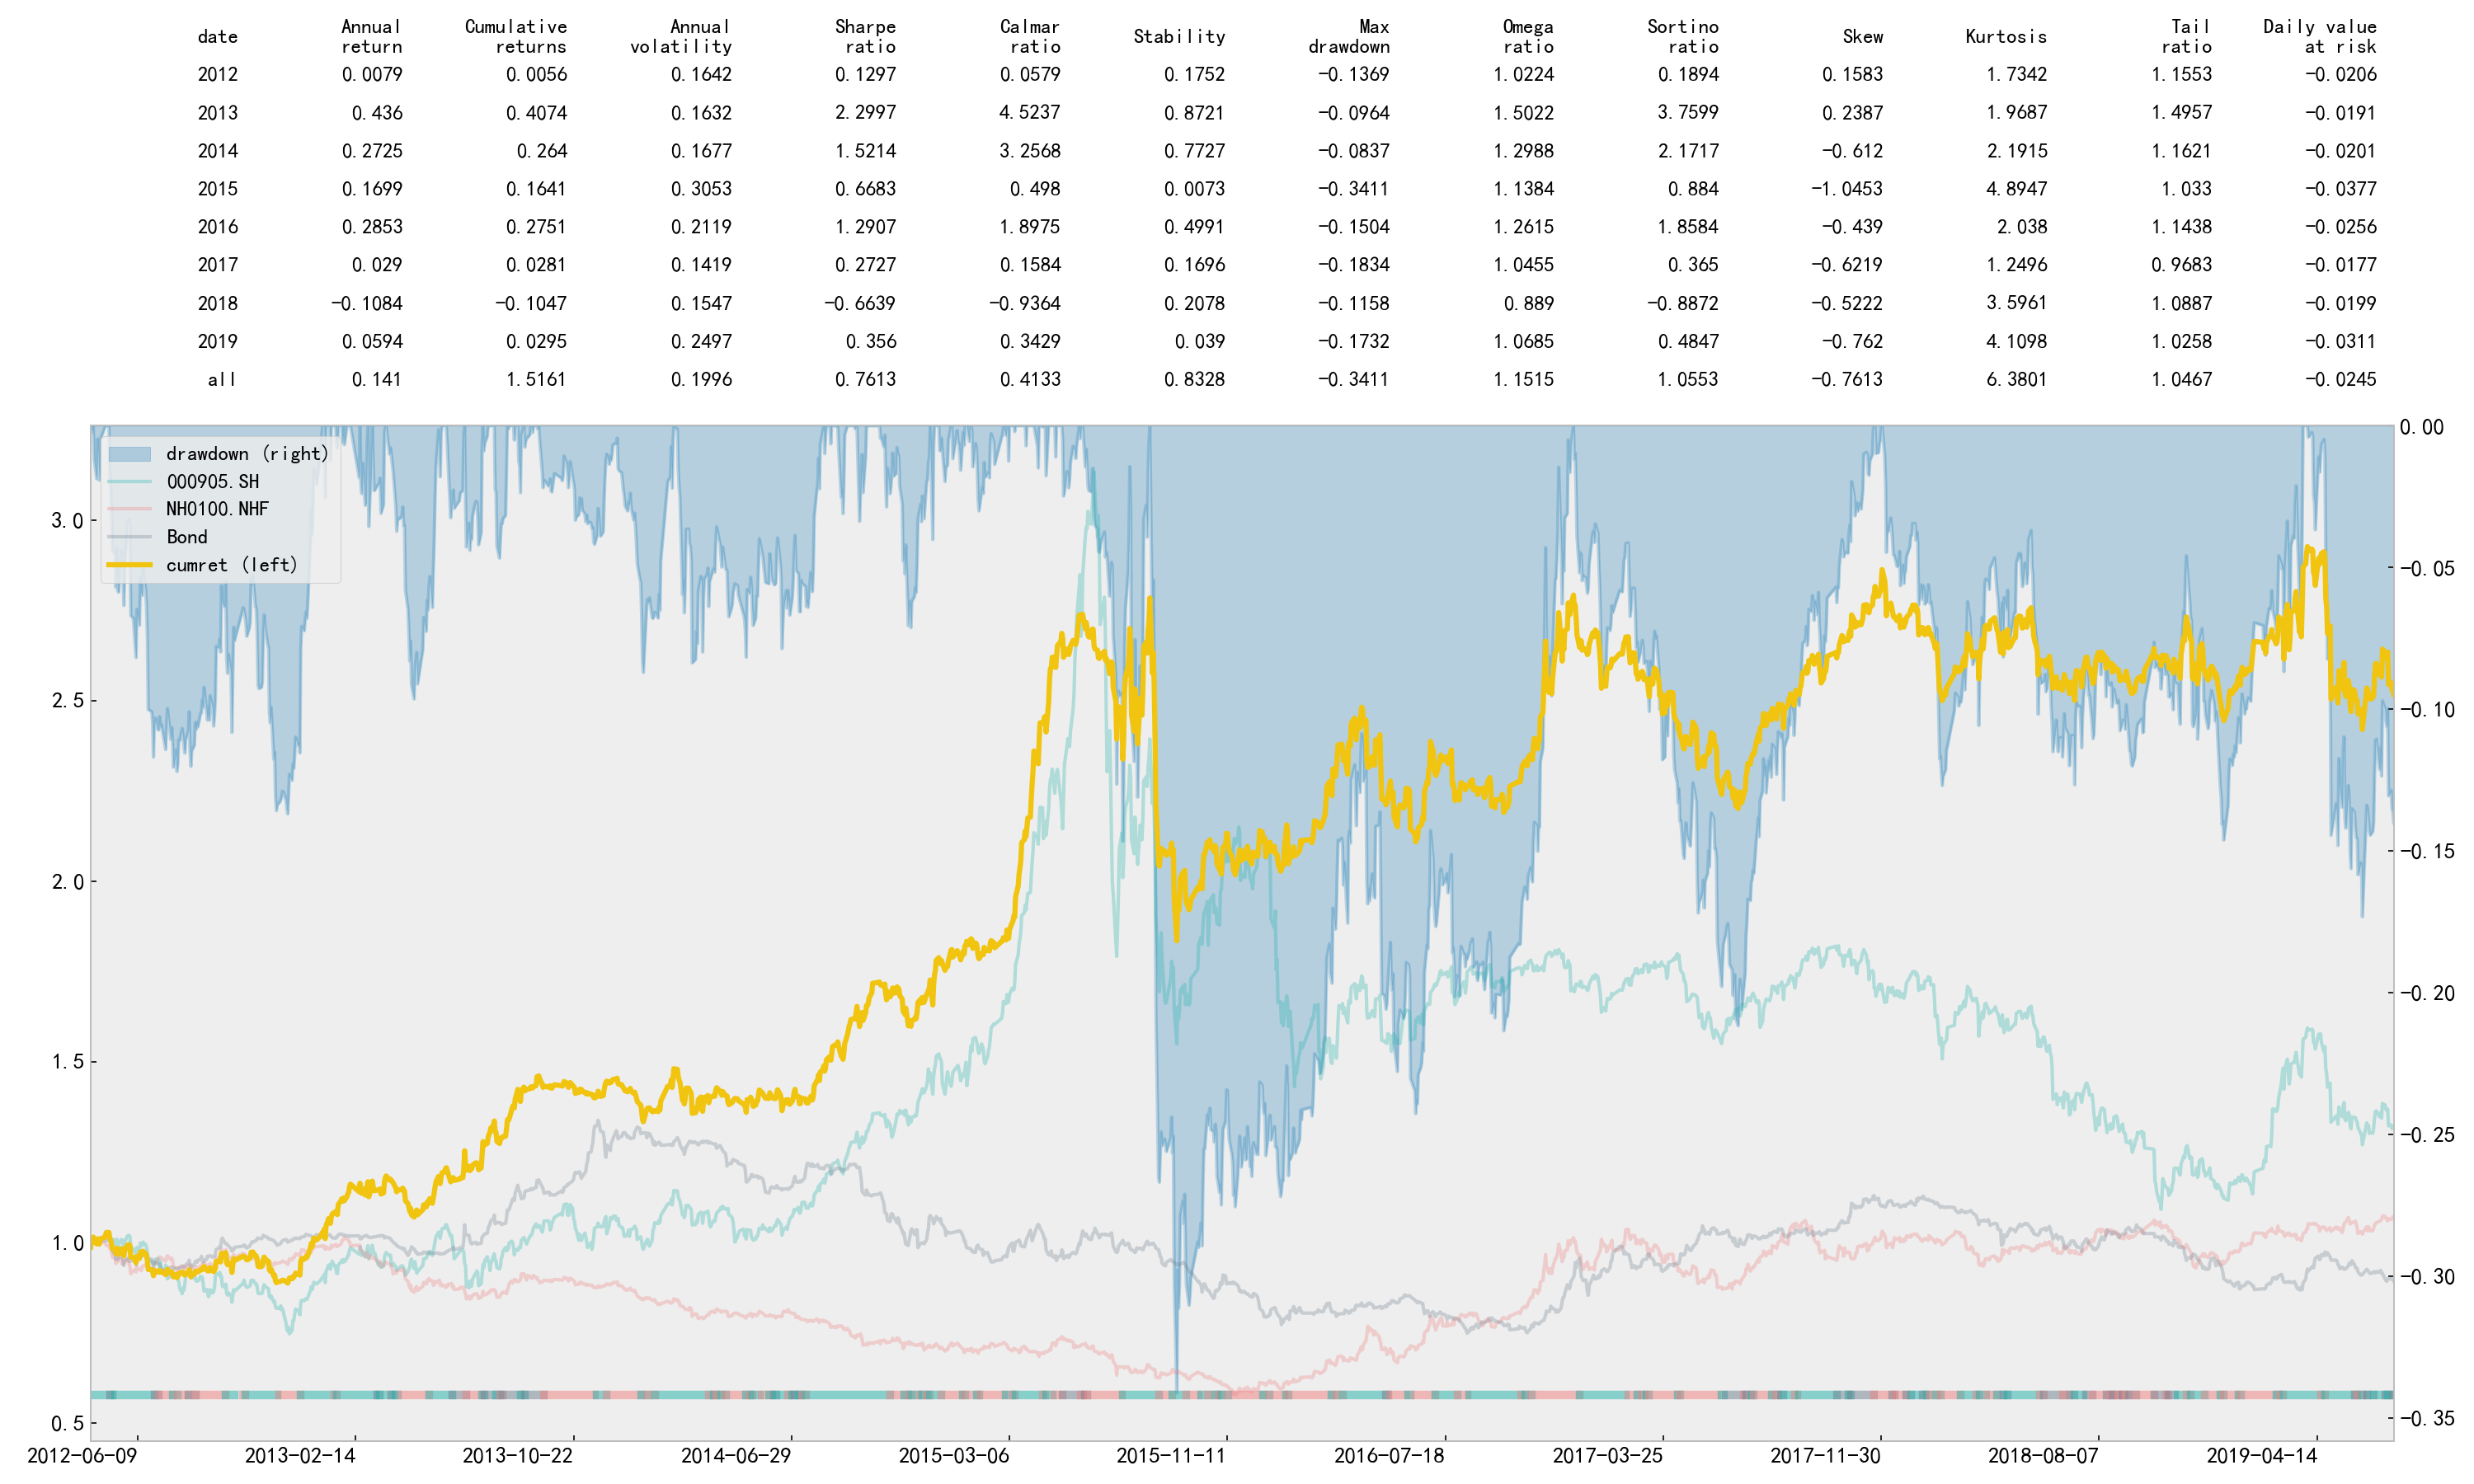 date Annual return Cumulative returns Annual volatility Sharpe ratio Calmar ratio Stability Max drawdown Omega ratio Sortino ratio Skew Kurtosis Tail ratio Daily value at risk
2012 0.0079 0.0056 0.1642 0.1297 0.0579 0.1752 -0.1369 1.0224 0.1894 0.1583 1.7342 1.1553 -0.0206
2013 0.436 0.4074 0.1632 2.2997 4.5237 0.8721 -0.0964 1.5022 3.7599 0.2387 1.9687 1.4957 -0.0191
2014 0.2725 0.264 0.1677 1.5214 3.2568 0.7727 -0.0837 1.2988 2.1717 -0.612 2.1915 1.1621 -0.0201
2015 0.1699 0.1641 0.3053 0.6683 0.498 0.0073 -0.3411 1.1384 0.884 -1.0453 4.8947 1.033 -0.0377
2016 0.2853 0.2751 0.2119 1.2907 1.8975 0.4991 -0.1504 1.2615 1.8584 -0.439 2.038 1.1438 -0.0256
2017 0.029 0.0281 0.1419 0.2727 0.1584 0.1696 -0.1834 1.0455 0.365 -0.6219 1.2496 0.9683 -0.0177
2018 -0.1084 -0.1047 0.1547 -0.6639 -0.9364 0.2078 -0.1158 0.889 -0.8872 -0.5222 3.5961 1.0887 -0.0199
2019 0.0594 0.0295 0.2497 0.356 0.3429 0.039 -0.1732 1.0685 0.4847 -0.762 4.1098 1.0258 -0.0311
all 0.141 1.5161 0.1996 0.7613 0.4133 0.8328 -0.3411 1.1515 1.0553 -0.7613 6.3801 1.0467 -0.0245
drawdown (right)
000905.SH
NH0100.NHF
Bond
cumret (left)
3.0
2.5
2.0
1.5
1.0
0.5
0.00
-0.05
-0.10
-0.15
-0.20
-0.25
-0.30
-0.35
2012-06-09 2013-02-14 2013-10-22 2014-06-29 2015-03-06 2015-11-11 2016-07-18 2017-03-25 2017-11-30 2018-08-07 2019-04-14